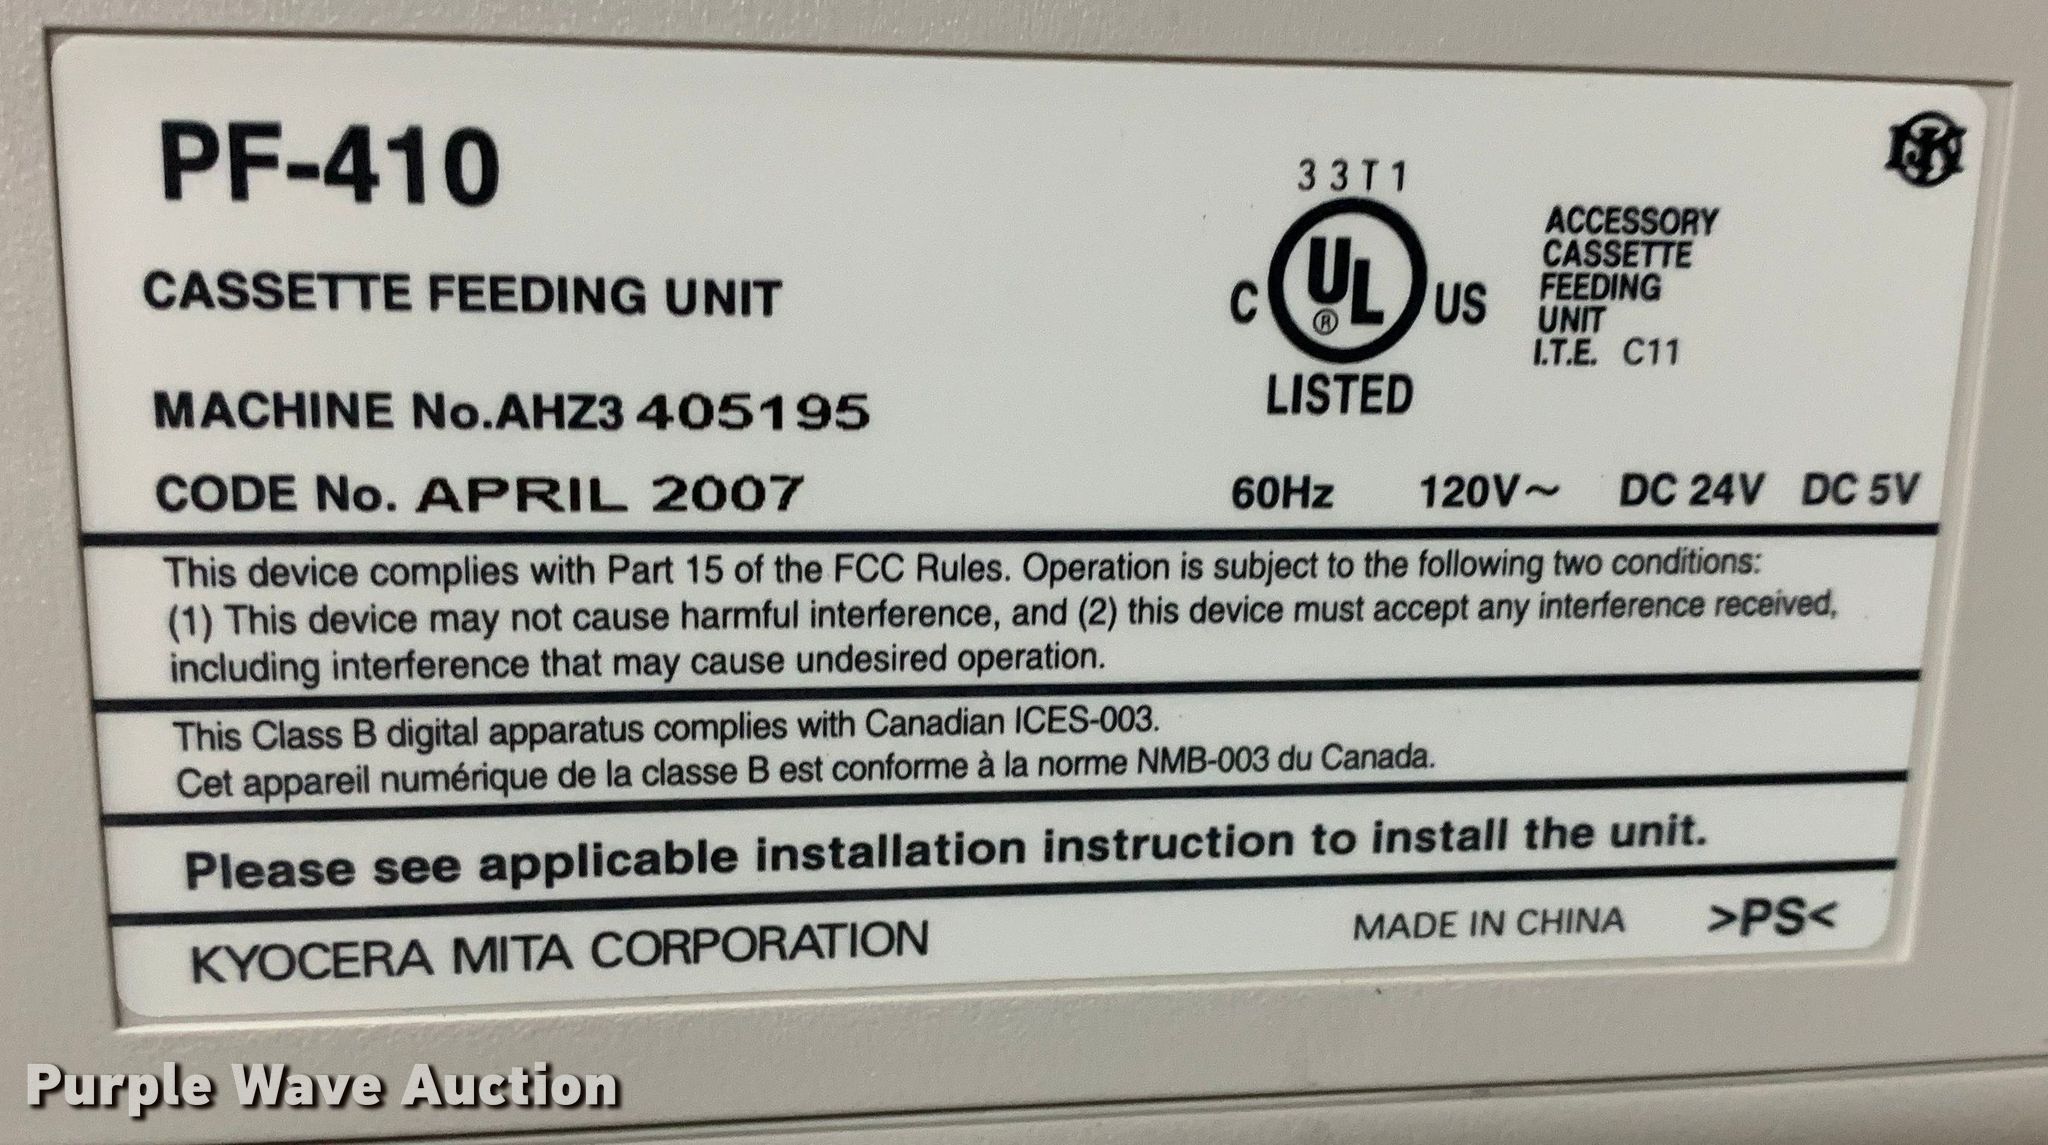 PF-410
CASSETTE FEEDING UNIT
MACHINE No.AHZ3 405195
CODE No. APRIL 2007
33T1
C UL ® US
LISTED
ACCESSORY
CASSETTE
FEEDING
UNIT
I.T.E. C11
60Hz 120V~ DC 24V DC 5V
This device complies with Part 15 of the FCC Rules. Operation is subject to the following two conditions:
(1) This device may not cause harmful interference, and (2) this device must accept any interference received,
including interference that may cause undesired operation.
This Class B digital apparatus complies with Canadian ICES-003.
Cet appareil numérique de la classe B est conforme à la norme NMB-003 du Canada.
Please see applicable installation instruction to install the unit.
KYOCERA MITA CORPORATION
MADE IN CHINA >PS<
Purple Wave Auction